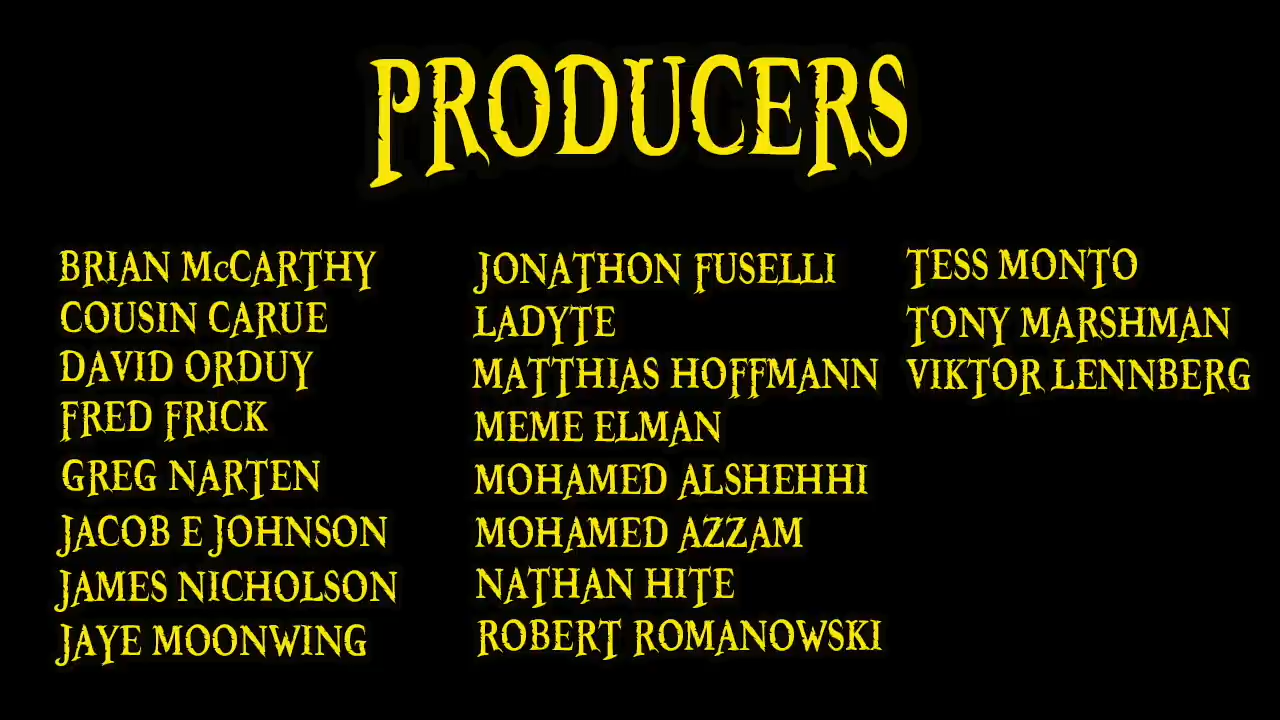 PRODUCERS
BRIAN McCARTHY
COUSIN CARUE
DAVID ORDUY
FRED FRICK
GREG NARTEN
JACOB E JOHNSON
JAMES NICHOLSON
JAYE MOONWING
JONATHON FUSELLI
LADYTE
MATTHIAS HOFFMANN
MEME ELMAN
MOHAMED ALSHEHHI
MOHAMED AZZAM
NATHAN HITE
ROBERT ROMANOWSKI
TESS MONTO
TONY MARSHMAN
VIKTOR LENNBERG